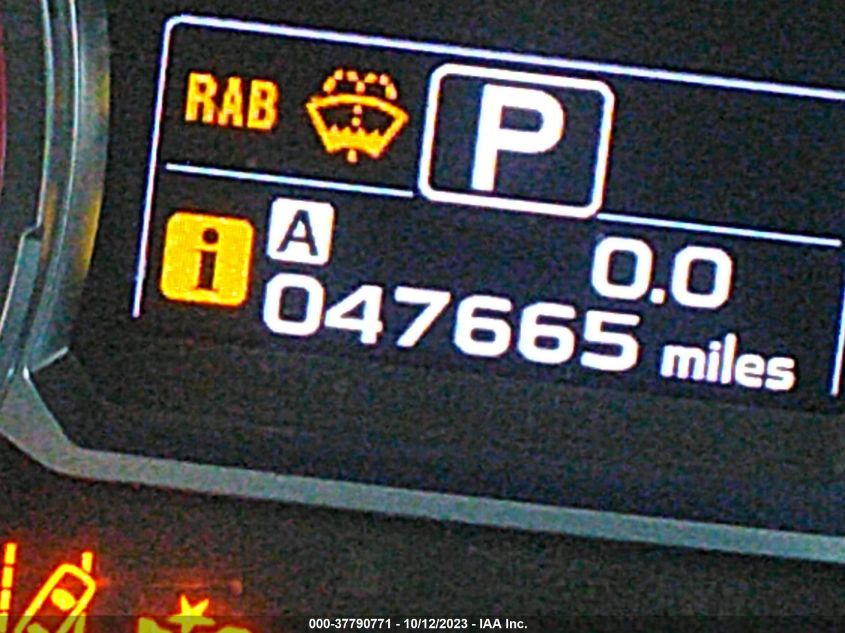 RAB P
i A 0.0
047665 miles
000-37790771 - 10/12/2023 - IAA Inc.